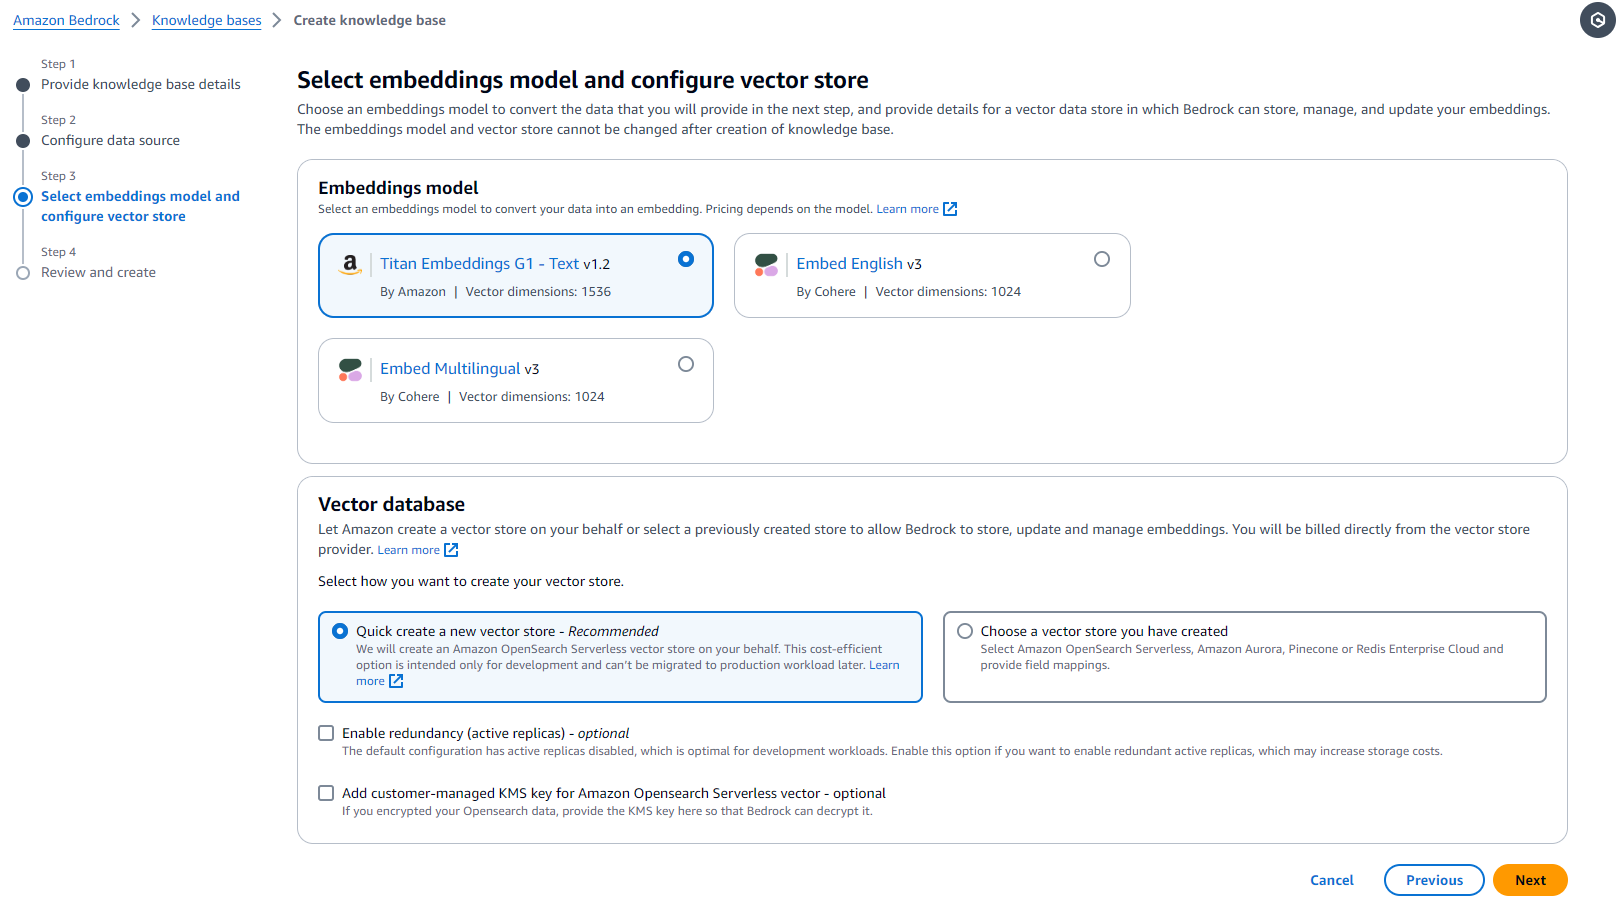 Amazon Bedrock > Knowledge bases > Create knowledge base
Step 1
Provide knowledge base details
Step 2
Configure data source
Step 3
Select embeddings model and
configure vector store
Step 4
Review and create
Select embeddings model and configure vector store
Choose an embeddings model to convert the data that you will provide in the next step, and provide details for a vector data store in which Bedrock can store, manage, and update your embeddings.
The embeddings model and vector store cannot be changed after creation of knowledge base.
Embeddings model
Select an embeddings model to convert your data into an embedding. Pricing depends on the model. Learn more
Titan Embeddings G1 - Text v1.2
By Amazon | Vector dimensions: 1536
Embed English v3
By Cohere | Vector dimensions: 1024
Embed Multilingual v3
By Cohere | Vector dimensions: 1024
Vector database
Let Amazon create a vector store on your behalf or select a previously created store to allow Bedrock to store, update and manage embeddings. You will be billed directly from the vector store
provider. Learn more
Select how you want to create your vector store.
Quick create a new vector store - Recommended
We will create an Amazon OpenSearch Serverless vector store on your behalf. This cost-efficient
option is intended only for development and can't be migrated to production workload later. Learn
more
Choose a vector store you have created
Select Amazon OpenSearch Serverless, Amazon Aurora, Pinecone or Redis Enterprise Cloud and
provide field mappings.
Enable redundancy (active replicas) - optional
The default configuration has active replicas disabled, which is optimal for development workloads. Enable this option if you want to enable redundant active replicas, which may increase storage costs.
Add customer-managed KMS key for Amazon Opensearch Serverless vector - optional
If you encrypted your Opensearch data, provide the KMS key here so that Bedrock can decrypt it.
Cancel
Previous
Next